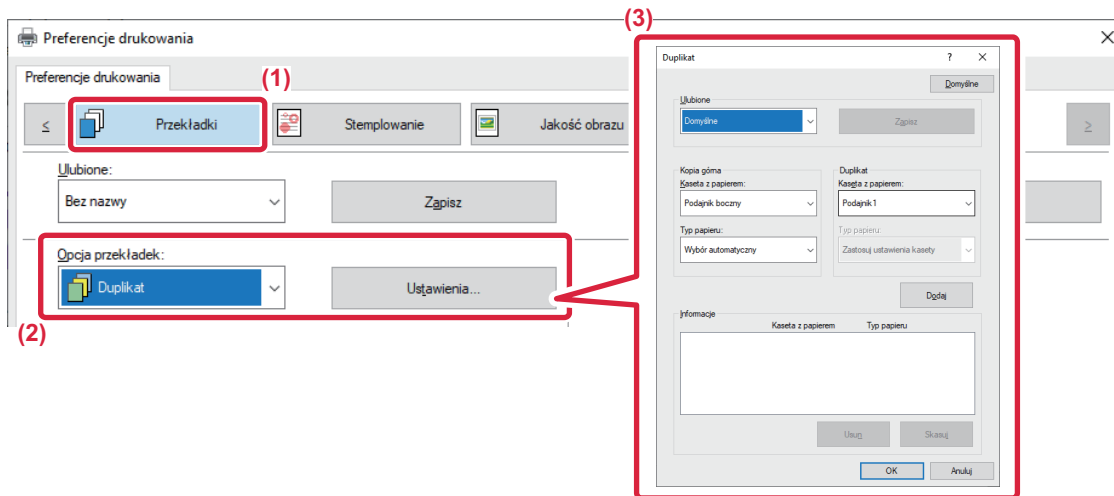 (3)
Preferencje drukowania
Preferencje drukowania
(1)
≤
Przekładki
Stemplowanie
Jakość obrazu
≥
Ulubione:
Bez nazwy
Zapisz
Opcja przekładek:
Duplikat
Ustawienia...
(2)
Duplikat
?
Domyślne
Ulubione
Domyślne
Zapisz
Kopia górna
Kaseta z papierem:
Podajnik boczny
Typ papieru:
Wybór automatyczny
Duplikat
Kaseta z papierem:
Podajnik 1
Typ papieru:
Zastosuj ustawienia kasety
Dodaj
Informacje
Kaseta z papierem Typ papieru
Usuń
Skasuj
OK
Anuluj